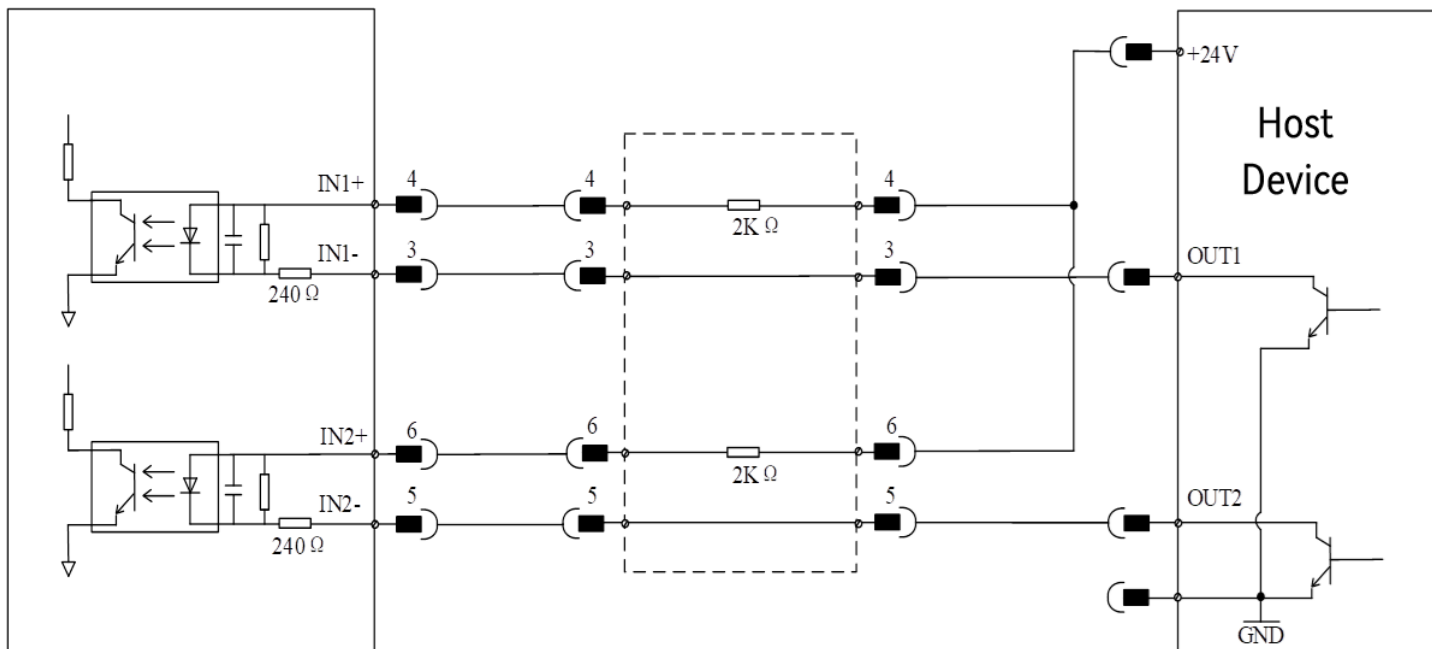 +24V
Host
Device
IN1+ 4 4 4
2K Ω
IN1- 3 3 3 OUT1
240 Ω
IN2+ 6 6 6
2K Ω
IN2- 5 5 5 OUT2
240 Ω
GND